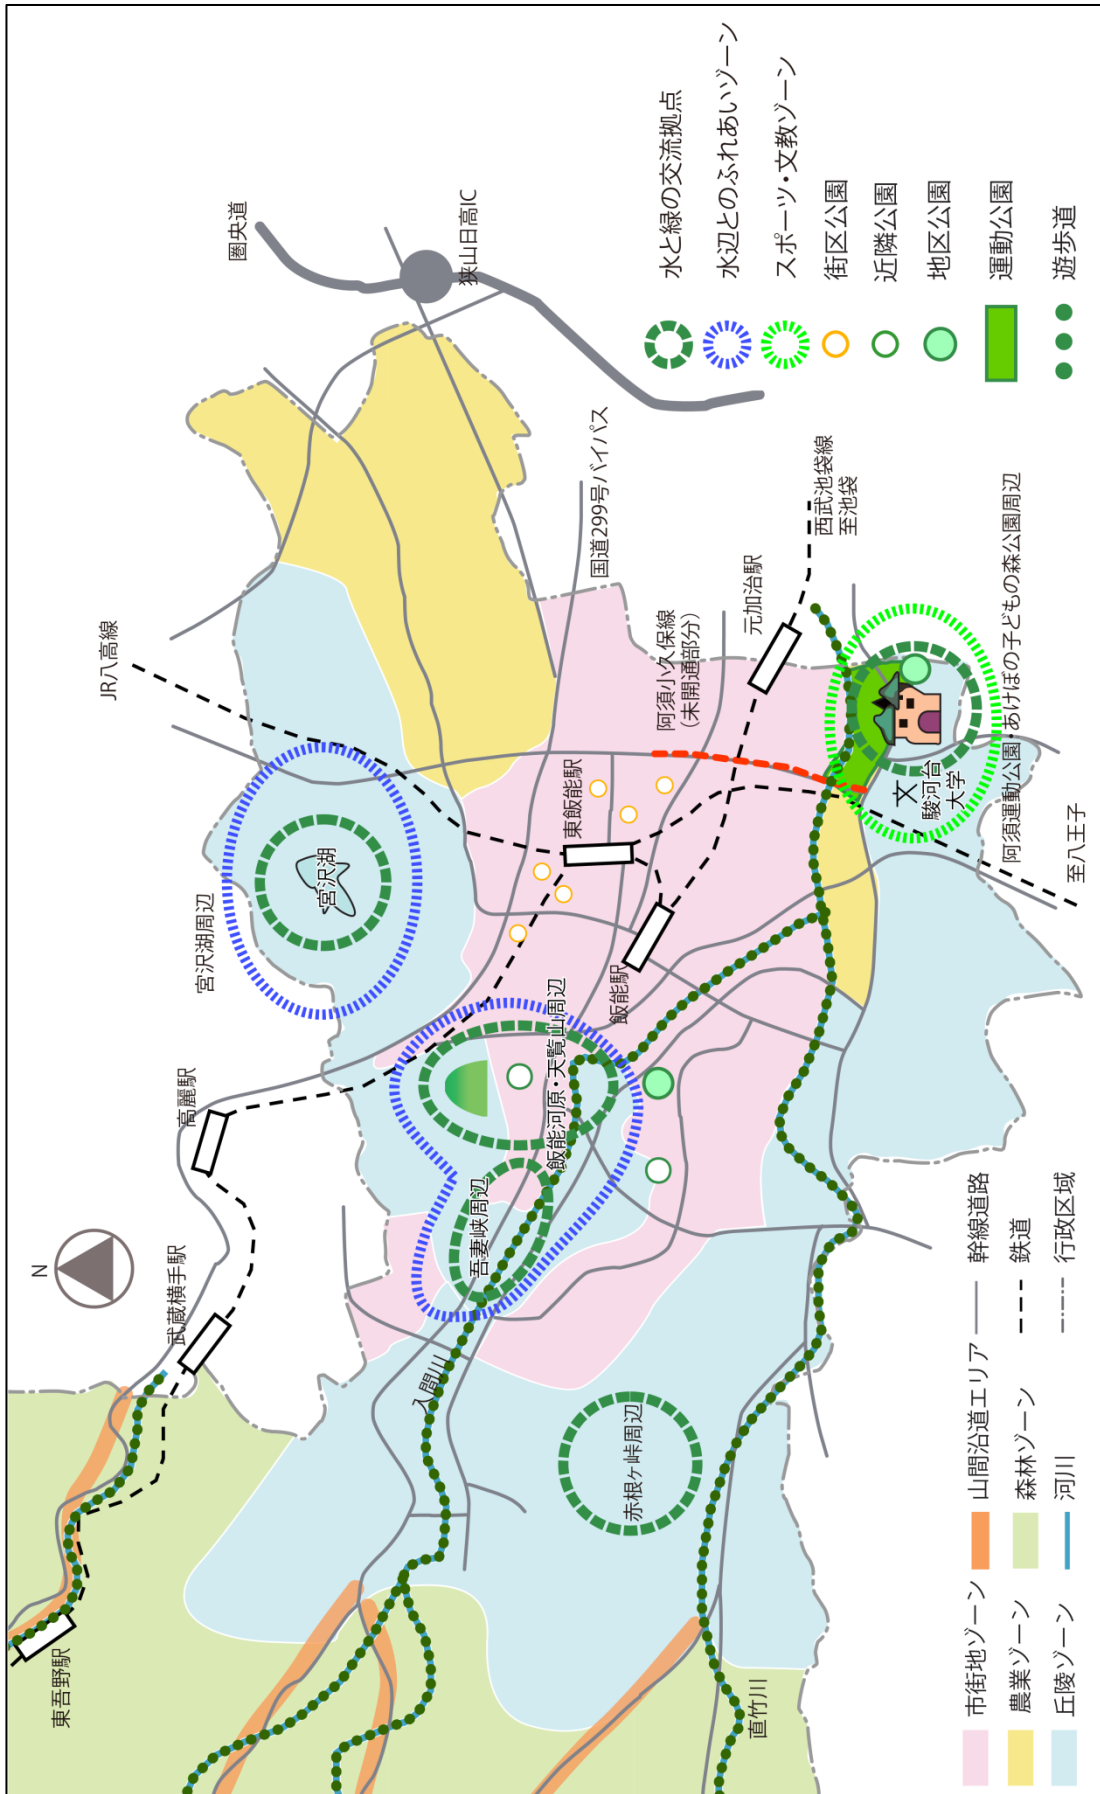 N
圏央道
狭山日高IC
JR八高線
国道299号バイパス
宮沢湖周辺
宮沢湖
高麗駅
武蔵横手駅
東吾野駅
東飯能駅
飯能駅
元加治駅
西武池袋線
至池袋
阿須小久保線
(未開通部分)
飯能河原・天覧山周辺
吾妻峡周辺
入間川
赤根ヶ峠周辺
直竹川
駿河台
大学
阿須運動公園・あけぼの子どもの森公園周辺
至八王子
水と緑の交流拠点
水辺とのふれあいゾーン
スポーツ・文教ゾーン
街区公園
近隣公園
地区公園
運動公園
遊歩道
市街地ゾーン
農業ゾーン
丘陵ゾーン
山間沿道エリア
森林ゾーン
河川
幹線道路
鉄道
行政区域